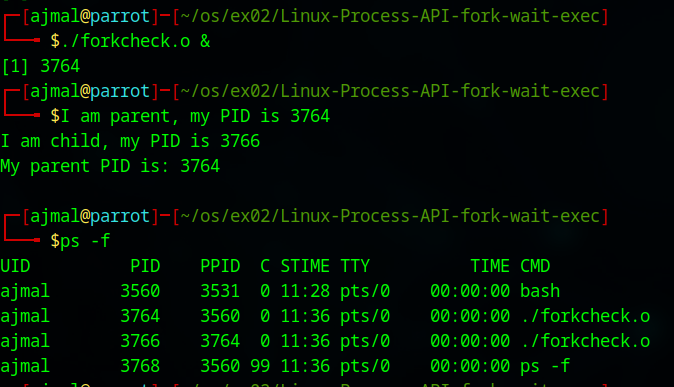 ┌─[ajmal@parrot]─[~/os/ex02/Linux-Process-API-fork-wait-exec]
└──╼ $./forkcheck.o &
[1] 3764
┌─[ajmal@parrot]─[~/os/ex02/Linux-Process-API-fork-wait-exec]
└──╼ $I am parent, my PID is 3764
I am child, my PID is 3766
My parent PID is: 3764
┌─[ajmal@parrot]─[~/os/ex02/Linux-Process-API-fork-wait-exec]
└──╼ $ps -f
UID          PID    PPID  C STIME TTY          TIME CMD
ajmal       3560    3531  0 11:28 pts/0    00:00:00 bash
ajmal       3764    3560  0 11:36 pts/0    00:00:00 ./forkcheck.o
ajmal       3766    3764  0 11:36 pts/0    00:00:00 ./forkcheck.o
ajmal       3768    3560 99 11:36 pts/0    00:00:00 ps -f